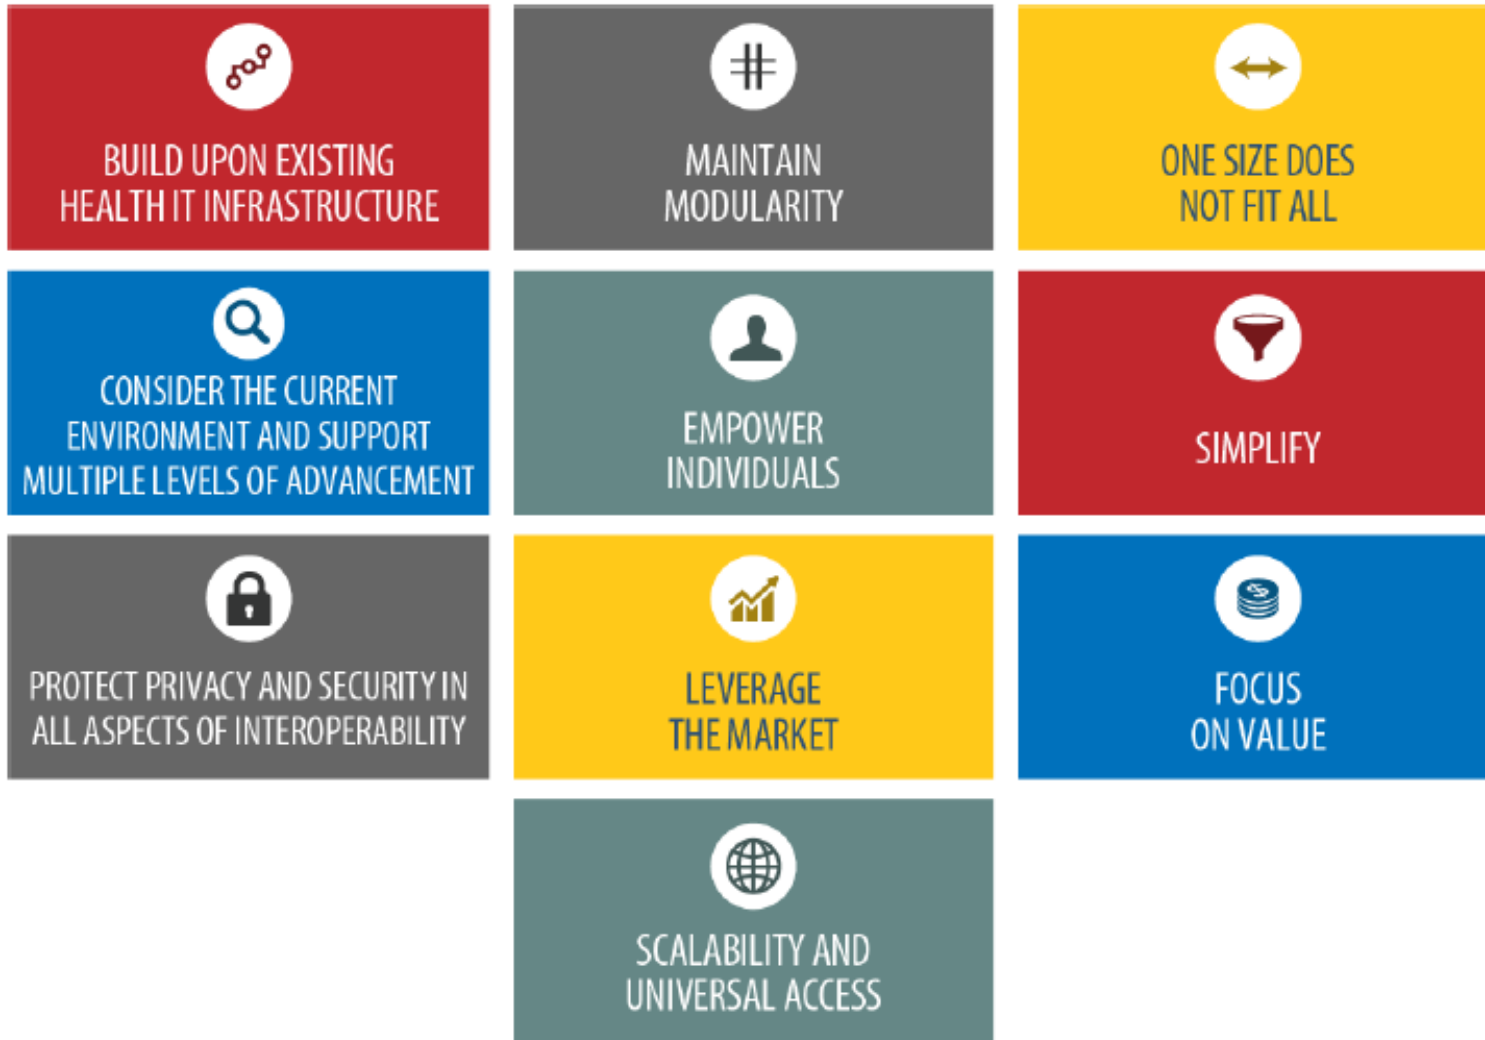 BUILD UPON EXISTING
HEALTH IT INFRASTRUCTURE
MAINTAIN
MODULARITY
ONE SIZE DOES
NOT FIT ALL
CONSIDER THE CURRENT
ENVIRONMENT AND SUPPORT
MULTIPLE LEVELS OF ADVANCEMENT
EMPOWER
INDIVIDUALS
SIMPLIFY
PROTECT PRIVACY AND SECURITY IN
ALL ASPECTS OF INTEROPERABILITY
LEVERAGE
THE MARKET
FOCUS
ON VALUE
SCALABILITY AND
UNIVERSAL ACCESS